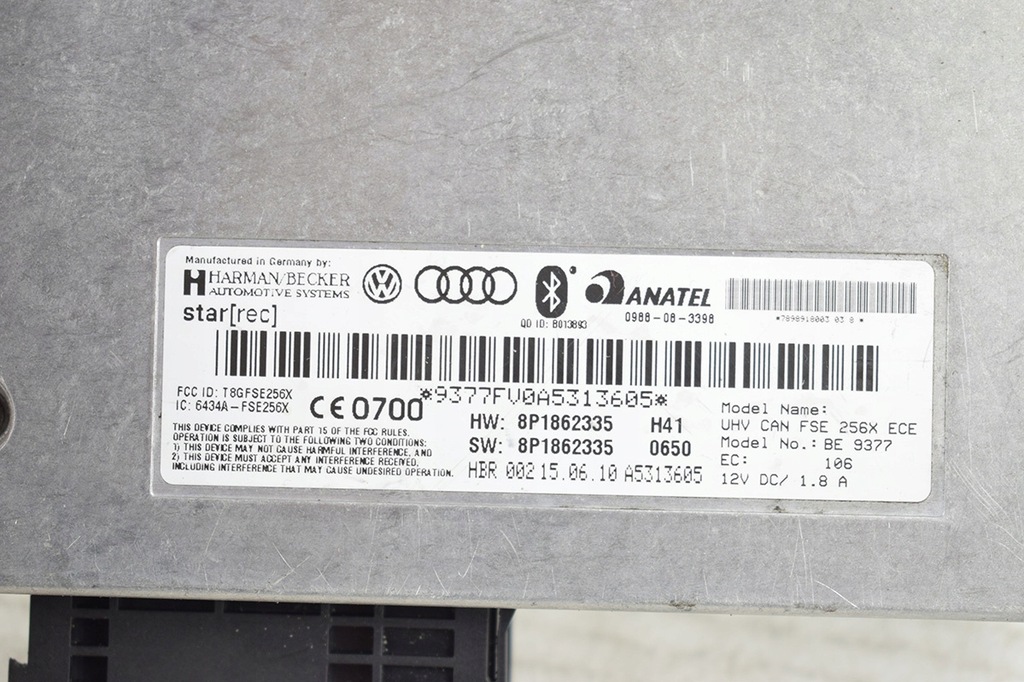 Manufactured in Germany by:
HARMAN/BECKER
AUTOMOTIVE SYSTEMS
star[rec]
VW
QD ID: B013893
ANATEL
0988-08-3398
FCC ID: T8GFSE256X
IC: 6434A-FSE256X
CE 0700
THIS DEVICE COMPLIES WITH PART 15 OF THE FCC RULES.
OPERATION IS SUBJECT TO THE FOLLOWING TWO CONDITIONS:
1) THIS DEVICE MAY NOT CAUSE HARMFUL INTERFERENCE, AND
2) THIS DEVICE MUST ACCEPT ANY INTERFERENCE RECEIVED,
INCLUDING INTERFERENCE THAT MAY CAUSE UNDESIRED OPERATION.
*9377FV0A5313605*
HW: 8P1862335 H41
SW: 8P1862335 0650
HBR 002 15.06.10 A5313605
Model Name:
UHV CAN FSE 256X ECE
Model No.: BE 9377
EC: 106
12V DC/ 1.8 A